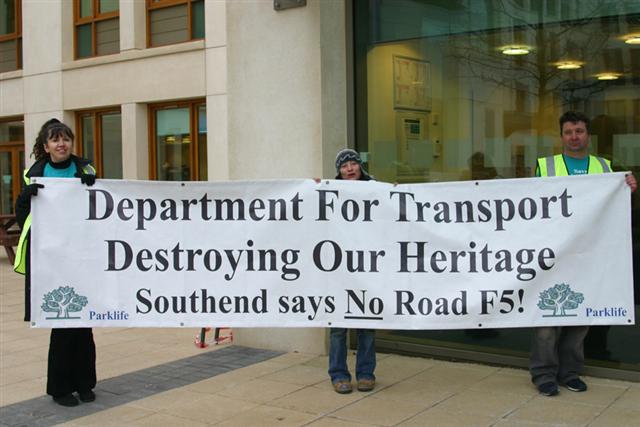 Department For Transport
Destroying Our Heritage
Southend says No Road F5!
Parklife
Parklife